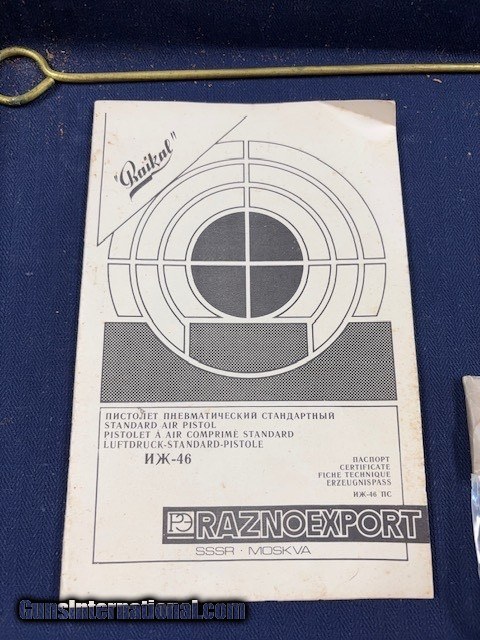 "Baikal"
ПИСТОЛЕТ ПНЕВМАТИЧЕСКИЙ СТАНДАРТНЫЙ
STANDARD AIR PISTOL
PISTOLET À AIR COMPRIMÉ STANDARD
LUFTDRUCK-STANDARD-PISTOLE
ИЖ-46
ПАСПОРТ
CERTIFICATE
FICHE TECHNIQUE
ERZEUGNISPASS
ИЖ-46 ПС
RAZNOEXPORT
SSSR · MOSKVA
GunsInternational.com